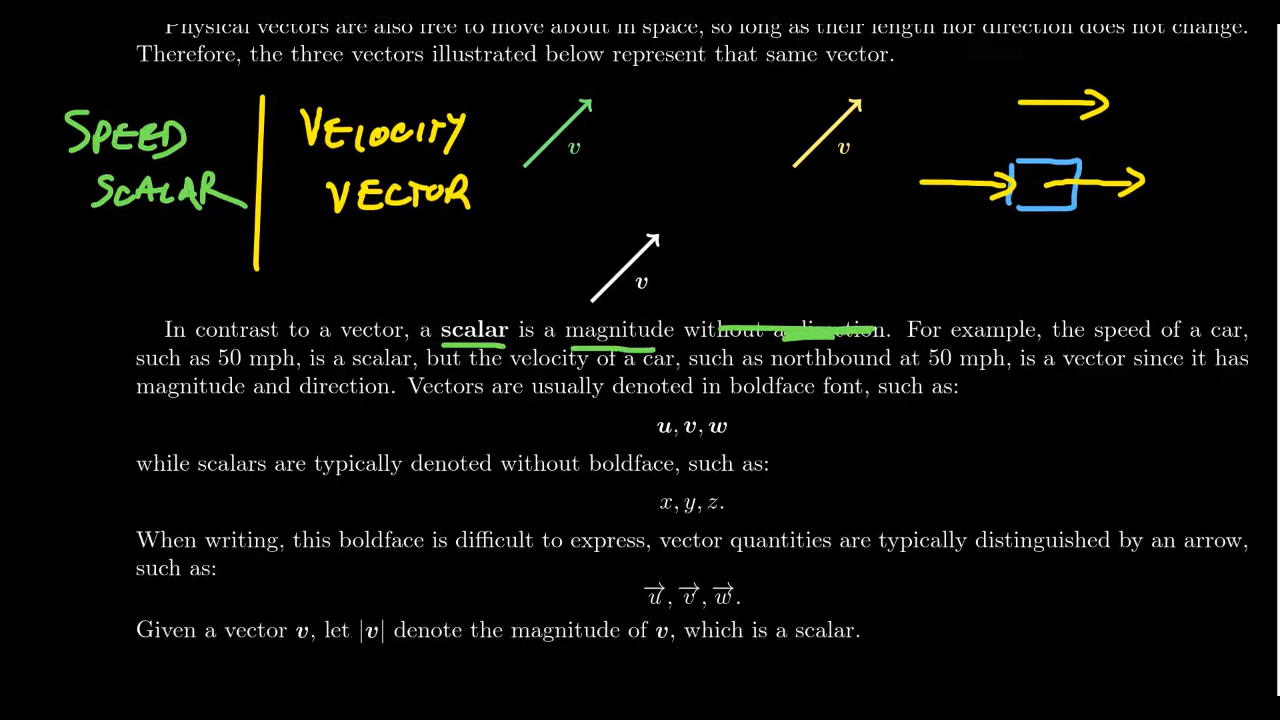 Physical vectors are also free to move about in space, so long as their length nor direction does not change.
Therefore, the three vectors illustrated below represent that same vector.
SPEED
SCALAR
VELOCITY
VECTOR
v
v
v
In contrast to a vector, a scalar is a magnitude without a direction. For example, the speed of a car,
such as 50 mph, is a scalar, but the velocity of a car, such as northbound at 50 mph, is a vector since it has
magnitude and direction. Vectors are usually denoted in boldface font, such as:
u, v, w
while scalars are typically denoted without boldface, such as:
x, y, z.
When writing, this boldface is difficult to express, vector quantities are typically distinguished by an arrow,
such as:
u⃗, v⃗, w⃗.
Given a vector v, let |v| denote the magnitude of v, which is a scalar.